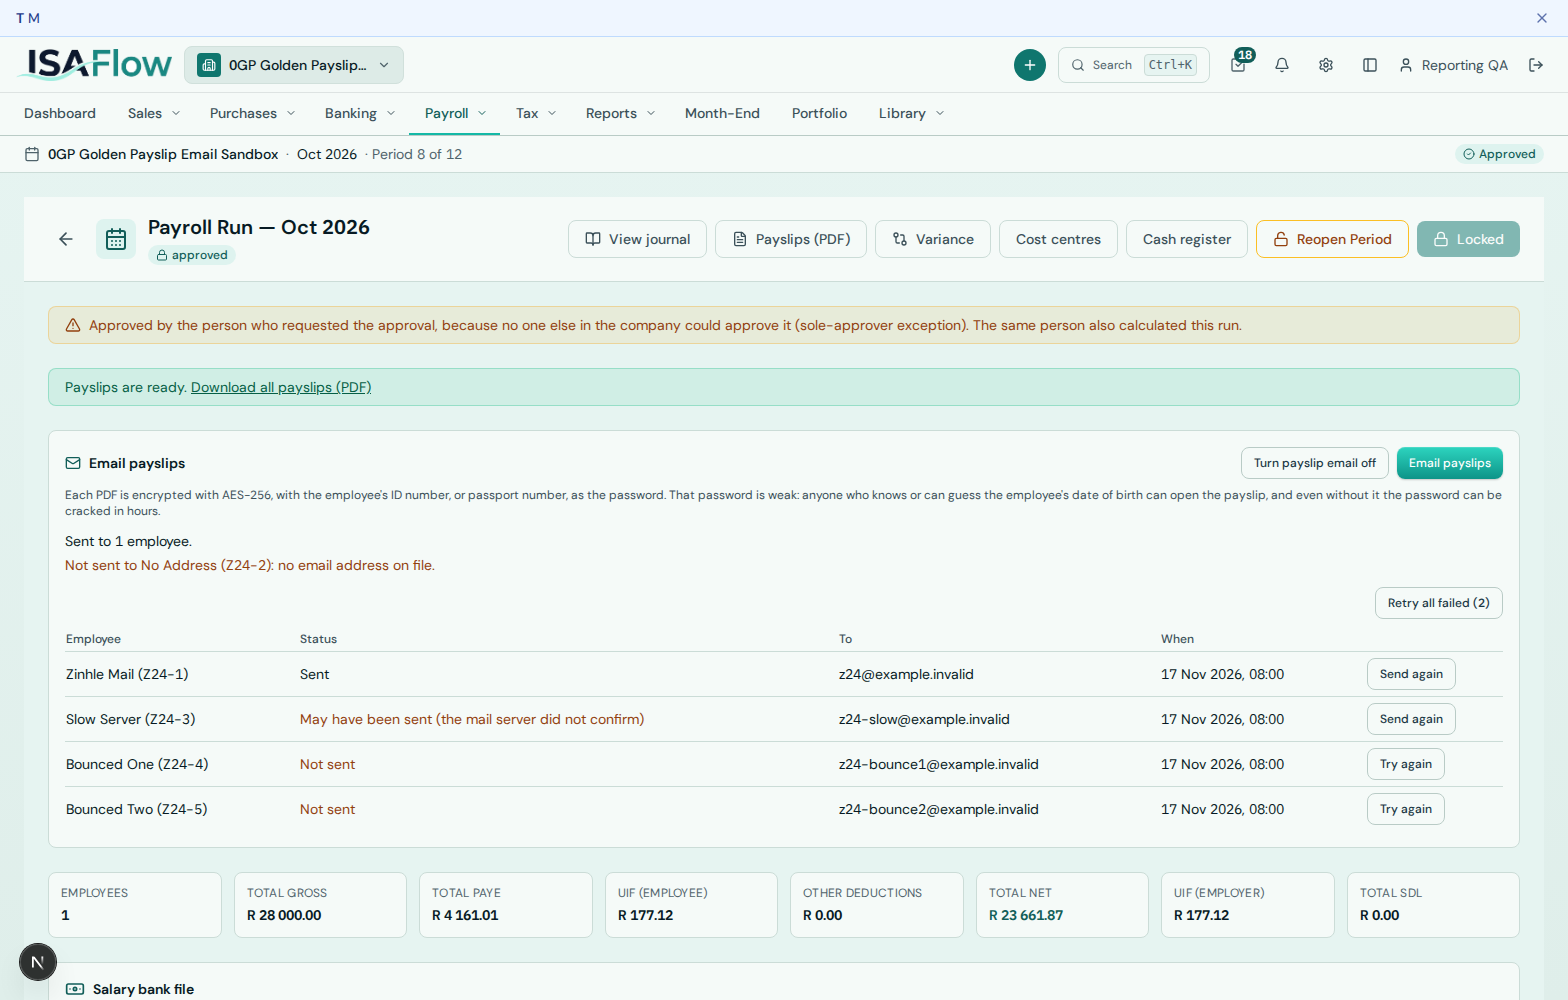 T M
ISAFlow
0GP Golden Payslip...
Search Ctrl+K
18
Reporting QA
Dashboard Sales Purchases Banking Payroll Tax Reports Month-End Portfolio Library
0GP Golden Payslip Email Sandbox · Oct 2026 · Period 8 of 12
Approved
Payroll Run — Oct 2026
approved
View journal Payslips (PDF) Variance Cost centres Cash register Reopen Period Locked
Approved by the person who requested the approval, because no one else in the company could approve it (sole-approver exception). The same person also calculated this run.
Payslips are ready. Download all payslips (PDF)
Email payslips
Turn payslip email off Email payslips
Each PDF is encrypted with AES-256, with the employee's ID number, or passport number, as the password. That password is weak: anyone who knows or can guess the employee's date of birth can open the payslip, and even without it the password can be
cracked in hours.
Sent to 1 employee.
Not sent to No Address (Z24-2): no email address on file.
Retry all failed (2)
Employee Status To When
Zinhle Mail (Z24-1) Sent z24@example.invalid 17 Nov 2026, 08:00 Send again
Slow Server (Z24-3) May have been sent (the mail server did not confirm) z24-slow@example.invalid 17 Nov 2026, 08:00 Send again
Bounced One (Z24-4) Not sent z24-bounce1@example.invalid 17 Nov 2026, 08:00 Try again
Bounced Two (Z24-5) Not sent z24-bounce2@example.invalid 17 Nov 2026, 08:00 Try again
EMPLOYEES TOTAL GROSS TOTAL PAYE UIF (EMPLOYEE) OTHER DEDUCTIONS TOTAL NET UIF (EMPLOYER) TOTAL SDL
1 R 28 000.00 R 4 161.01 R 177.12 R 0.00 R 23 661.87 R 177.12 R 0.00
N
Salary bank file